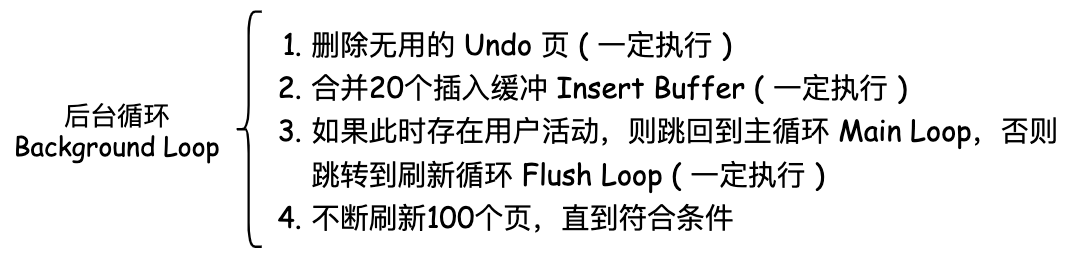 后台循环
Background Loop
1. 删除无用的 Undo 页 ( 一定执行 )
2. 合并20个插入缓冲 Insert Buffer ( 一定执行 )
3. 如果此时存在用户活动，则跳回到主循环 Main Loop，否则
跳转到刷新循环 Flush Loop ( 一定执行 )
4. 不断刷新100个页，直到符合条件